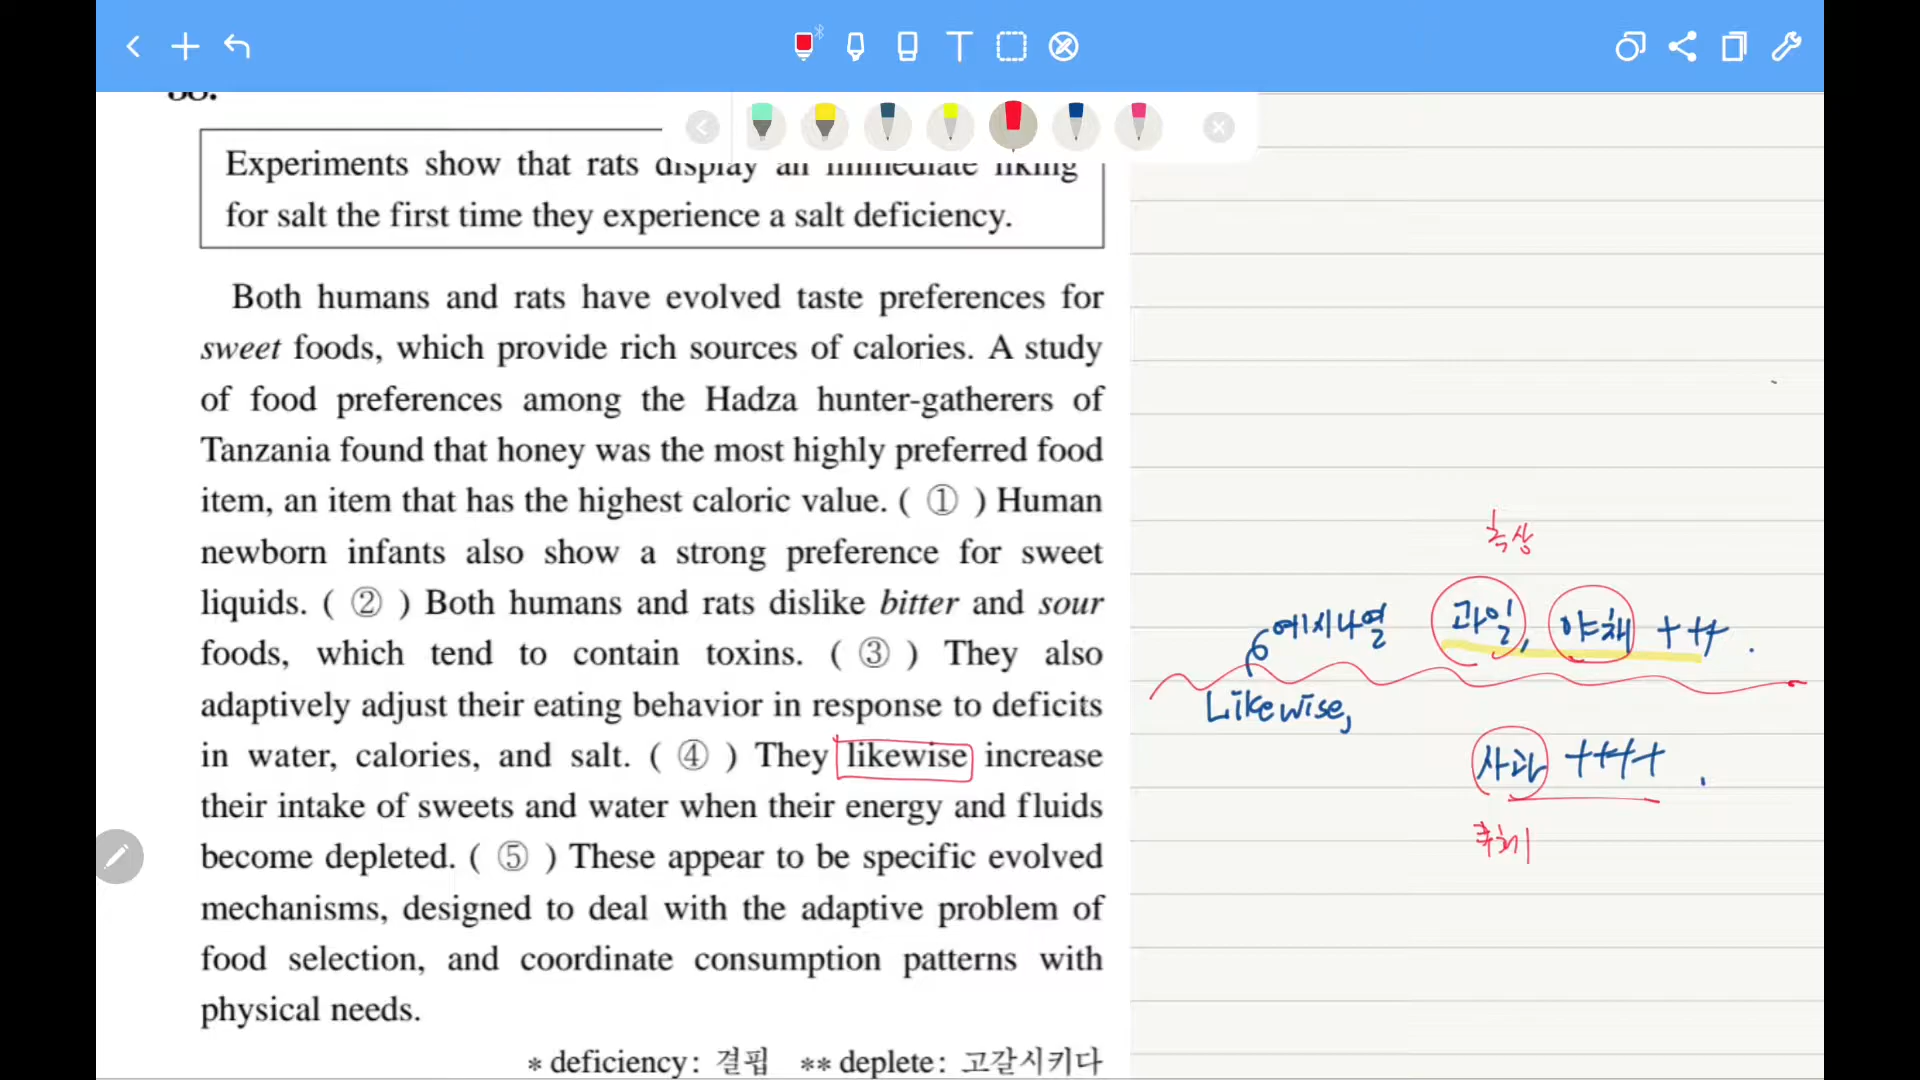 38.
Experiments show that rats display an immediate liking
for salt the first time they experience a salt deficiency.
Both humans and rats have evolved taste preferences for
sweet foods, which provide rich sources of calories. A study
of food preferences among the Hadza hunter-gatherers of
Tanzania found that honey was the most highly preferred food
item, an item that has the highest caloric value. ( ① ) Human
newborn infants also show a strong preference for sweet
liquids. ( ② ) Both humans and rats dislike bitter and sour
foods, which tend to contain toxins. ( ③ ) They also
adaptively adjust their eating behavior in response to deficits
in water, calories, and salt. ( ④ ) They likewise increase
their intake of sweets and water when their energy and fluids
become depleted. ( ⑤ ) These appear to be specific evolved
mechanisms, designed to deal with the adaptive problem of
food selection, and coordinate consumption patterns with
physical needs.
* deficiency: 결핍 ** deplete: 고갈시키다
예시나열 과일, 야채 +++.
Likewise,
사과 ++++.